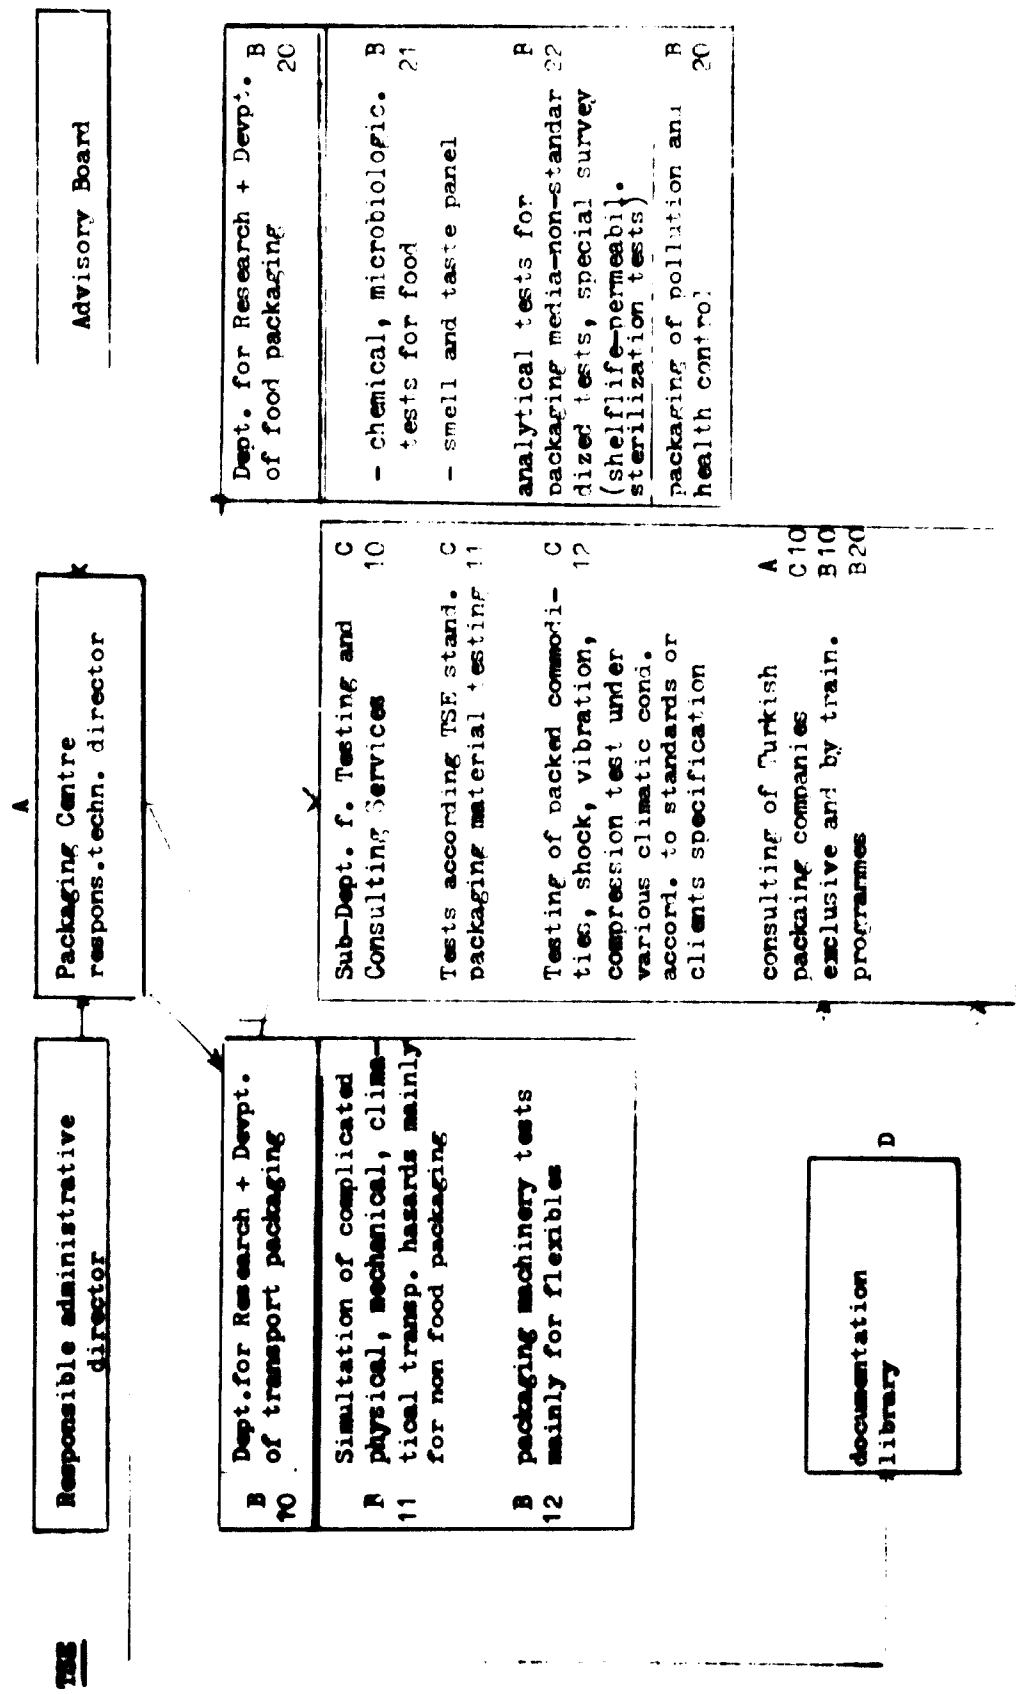 TSE
Responsible administrative
director
A
Packaging Centre
respons.techn. director
Advisory Board
B Dept.for Research + Devpt.
10 of transport packaging
B Simultation of complicated
11 physical, mechanical, clima-
tical transp. hazards mainly
for non food packaging
B packaging machinery tests
12 mainly for flexibles
Sub-Dept. f. Testing and C
Consulting Services 10
Tests according TSE stand. C
packaging material testing 11
Testing of packed commodi- C
ties, shock, vibration, 12
compression test under
various climatic cond.
accord. to standards or
clients specification
consulting of Turkish A
packaing companies C10
exclusive and by train. B10
programmes B20
Dept. for Research + Devpt. B
of food packaging 20
- chemical, microbiologic. B
tests for food 21
- smell and taste panel
analytical tests for B
packaging media-non-standar 22
dized tests, special survey
(shelflife-permeabil.
sterilization tests)
packaging of pollution and B
health control 20
documentation D
library